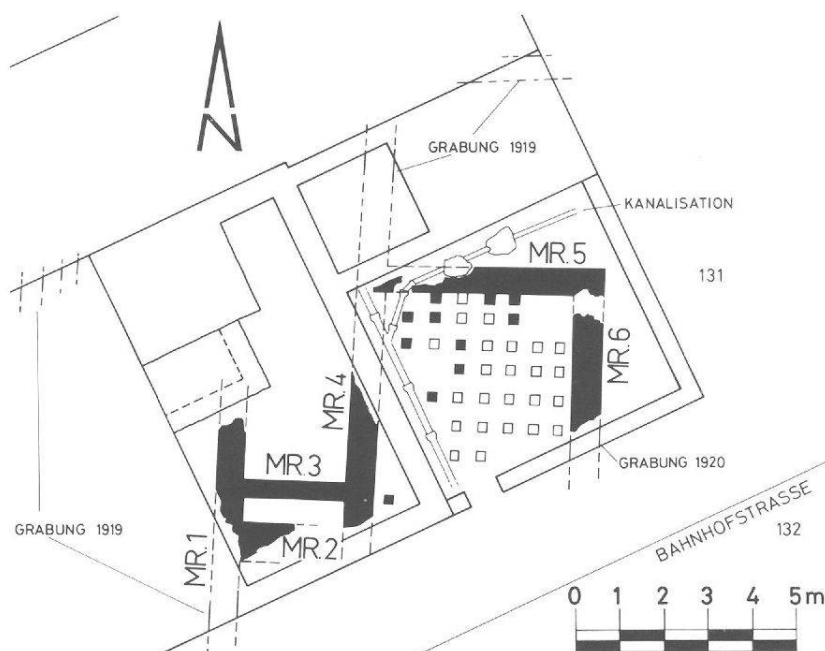 N
GRABUNG 1919
KANALISATION
MR.5
131
MR.6
MR.4
MR.3
GRABUNG 1920
GRABUNG 1919
MR.1
MR.2
BAHNHOFSTRASSE
132
0 1 2 3 4 5m